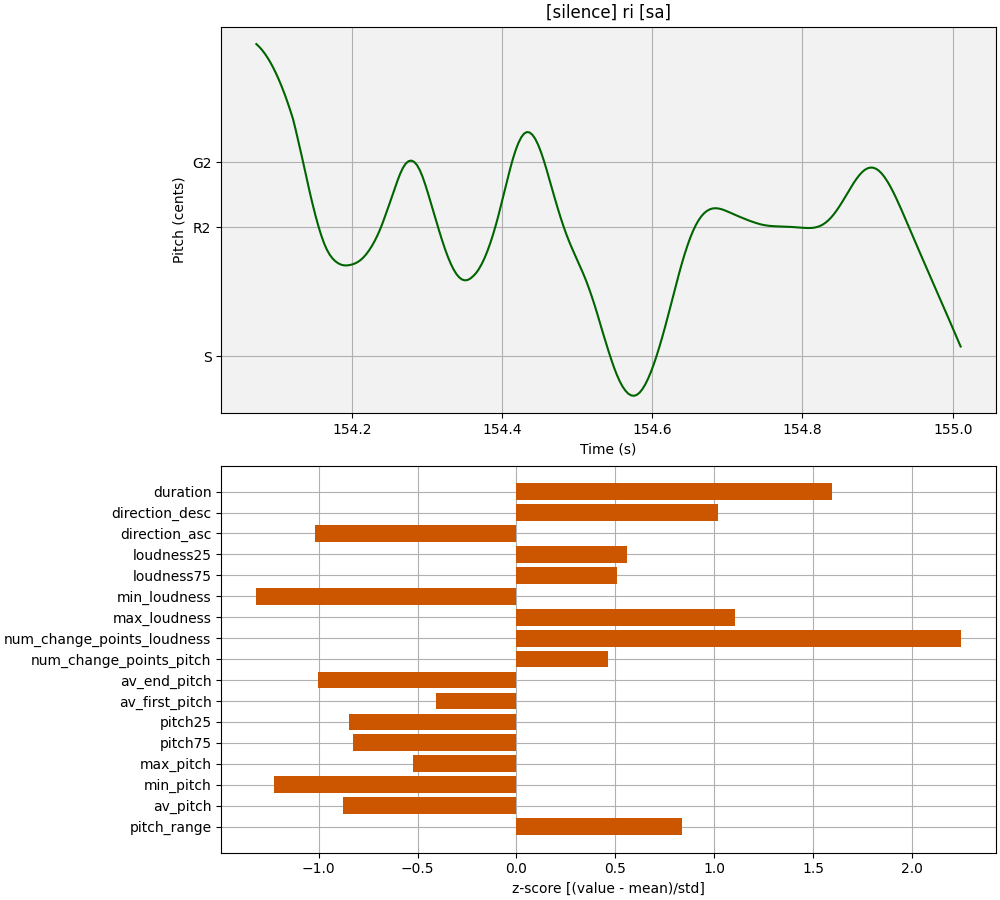 [silence] ri [sa]
G2
R2
S
Pitch (cents)
154.2 154.4 154.6 154.8 155.0
Time (s)
duration
direction_desc
direction_asc
loudness25
loudness75
min_loudness
max_loudness
num_change_points_loudness
num_change_points_pitch
av_end_pitch
av_first_pitch
pitch25
pitch75
max_pitch
min_pitch
av_pitch
pitch_range
−1.0 −0.5 0.0 0.5 1.0 1.5 2.0
z-score [(value - mean)/std]